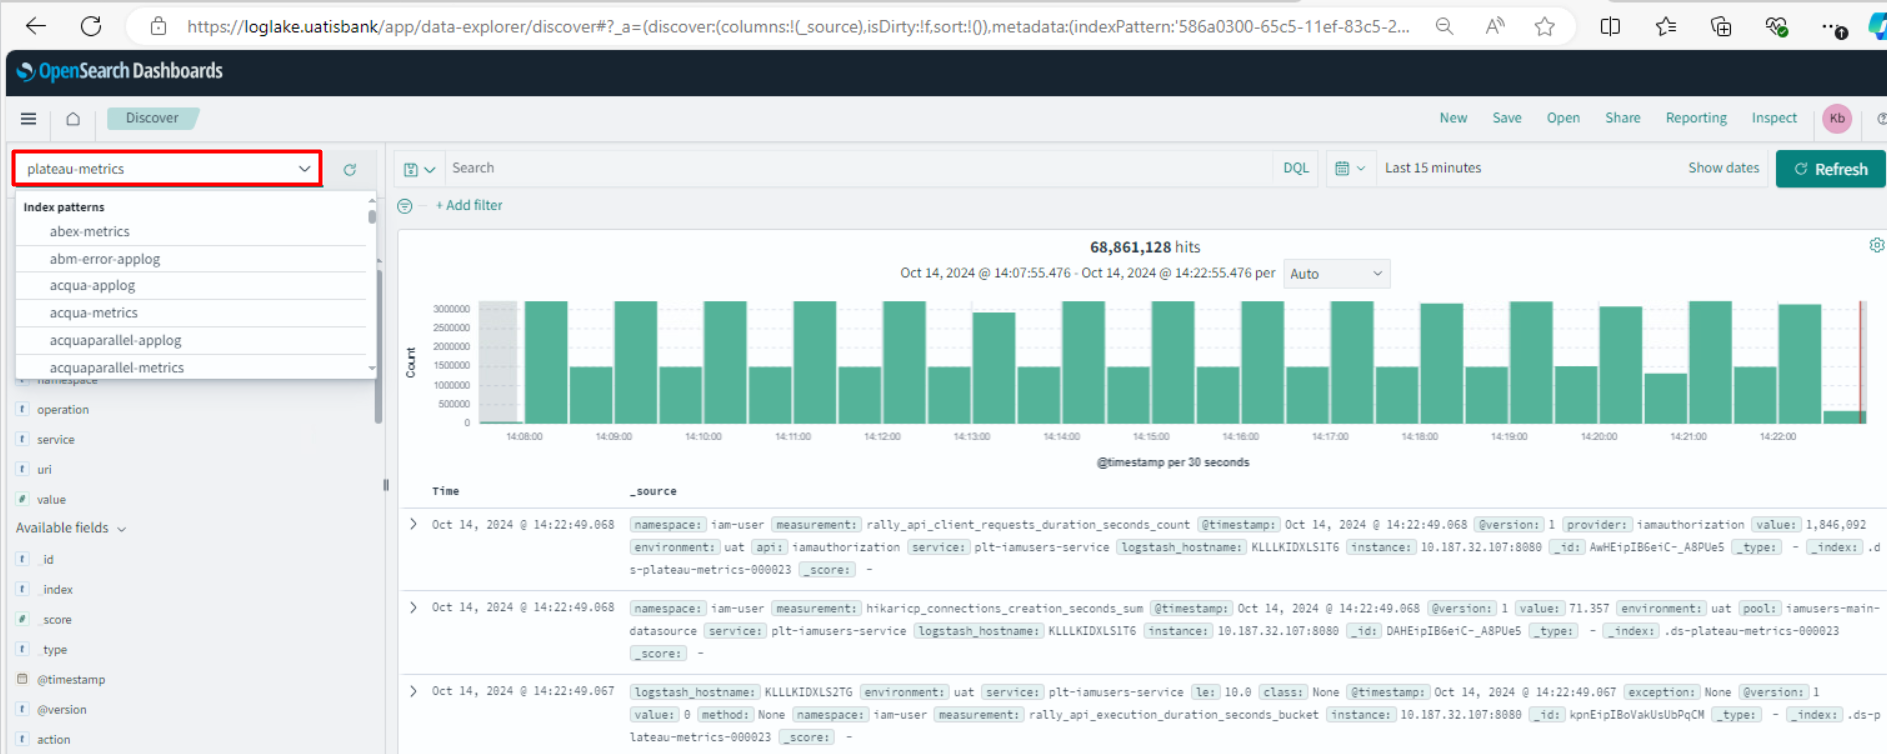 https://loglake.uatisbank/app/data-explorer/discover#?_a=(discover:(columns:!(_source),isDirty:!f,sort:!()),metadata:(indexPattern:'586a0300-65c5-11ef-83c5-2...
OpenSearch Dashboards
Discover
New Save Open Share Reporting Inspect Kb
plateau-metrics
Search DQL Last 15 minutes Show dates Refresh
+ Add filter
Index patterns
abex-metrics
abm-error-applog
acqua-applog
acqua-metrics
acquaparallel-applog
acquaparallel-metrics
namespace
operation
service
uri
value
Available fields
_id
_index
_score
_type
@timestamp
@version
action
68,861,128 hits
Oct 14, 2024 @ 14:07:55.476 - Oct 14, 2024 @ 14:22:55.476 per Auto
Count
3000000
2500000
2000000
1500000
1000000
500000
0
14:08:00 14:09:00 14:10:00 14:11:00 14:12:00 14:13:00 14:14:00 14:15:00 14:16:00 14:17:00 14:18:00 14:19:00 14:20:00 14:21:00 14:22:00
@timestamp per 30 seconds
Time _source
Oct 14, 2024 @ 14:22:49.068 namespace: iam-user measurement: rally_api_client_requests_duration_seconds_count @timestamp: Oct 14, 2024 @ 14:22:49.068 @version: 1 provider: iamauthorization value: 1,846,092
environment: uat api: iamauthorization service: plt-iamusers-service logstash_hostname: KLLLKIDXLS1T6 instance: 10.187.32.107:8080 _id: AwHEipIB6eiC-_A8PUe5 _type: - _index: .d
s-plateau-metrics-000023 _score: -
Oct 14, 2024 @ 14:22:49.068 namespace: iam-user measurement: hikaricp_connections_creation_seconds_sum @timestamp: Oct 14, 2024 @ 14:22:49.068 @version: 1 value: 71.357 environment: uat pool: iamusers-main-
datasource service: plt-iamusers-service logstash_hostname: KLLLKIDXLS1T6 instance: 10.187.32.107:8080 _id: DAHEipIB6eiC-_A8PUe5 _type: - _index: .ds-plateau-metrics-000023
_score: -
Oct 14, 2024 @ 14:22:49.067 logstash_hostname: KLLLKIDXLS2TG environment: uat service: plt-iamusers-service le: 10.0 class: None @timestamp: Oct 14, 2024 @ 14:22:49.067 exception: None @version: 1
value: 0 method: None namespace: iam-user measurement: rally_api_execution_duration_seconds_bucket instance: 10.187.32.107:8080 _id: kpnEipIBoVakUsUbPqCM _type: - _index: .ds-p
lateau-metrics-000023 _score: -